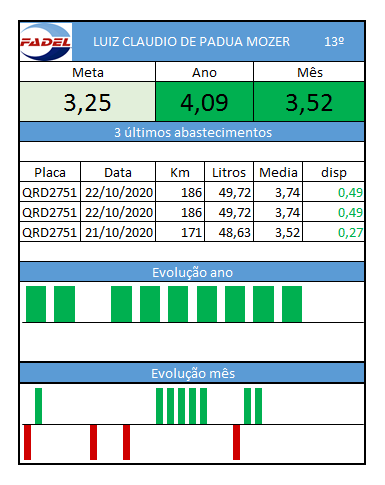 FADEL LUIZ CLAUDIO DE PADUA MOZER 13º
Meta Ano Mês
3,25 4,09 3,52
3 últimos abastecimentos
Placa Data Km Litros Media disp
QRD2751 22/10/2020 186 49,72 3,74 0,49
QRD2751 22/10/2020 186 49,72 3,74 0,49
QRD2751 21/10/2020 171 48,63 3,52 0,27
Evolução ano
Evolução mês